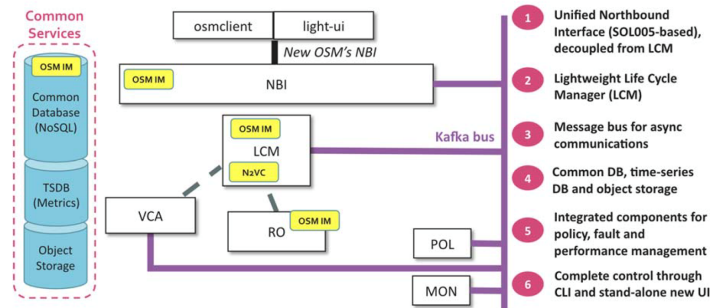 Common
Services
OSM IM
Common
Database
(NoSQL)
TSDB
(Metrics)
Object
Storage
osmclient
light-ui
New OSM's NBI
OSM IM
NBI
OSM IM
LCM
N2VC
Kafka bus
VCA
RO
OSM IM
POL
MON
1
Unified Northbound
Interface (SOL005-based),
decoupled from LCM
2
Lightweight Life Cycle
Manager (LCM)
3
Message bus for async
communications
4
Common DB, time-series
DB and object storage
5
Integrated components for
policy, fault and
performance management
6
Complete control through
CLI and stand-alone new UI